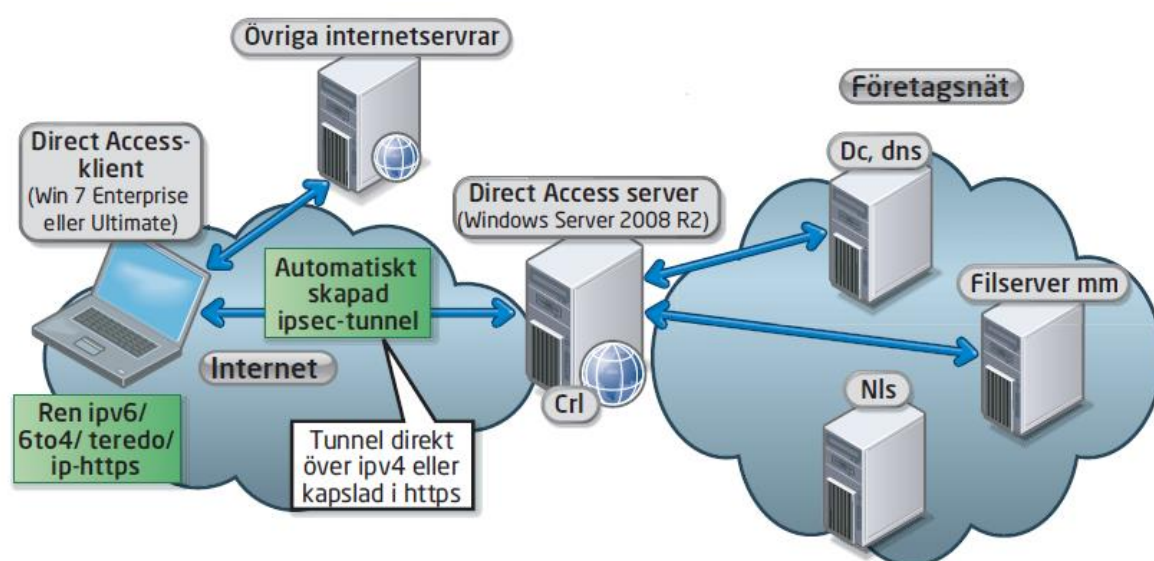 Övriga internetservrar
Företagsnät
Direct Access-
klient
(Win 7 Enterprise
eller Ultimate)
Dc, dns
Direct Access server
(Windows Server 2008 R2)
Automatiskt
skapad
ipsec-tunnel
Filserver mm
Internet
Crl
Nls
Ren ipv6/
6to4/ teredo/
ip-https
Tunnel direkt
över ipv4 eller
kapslad i https